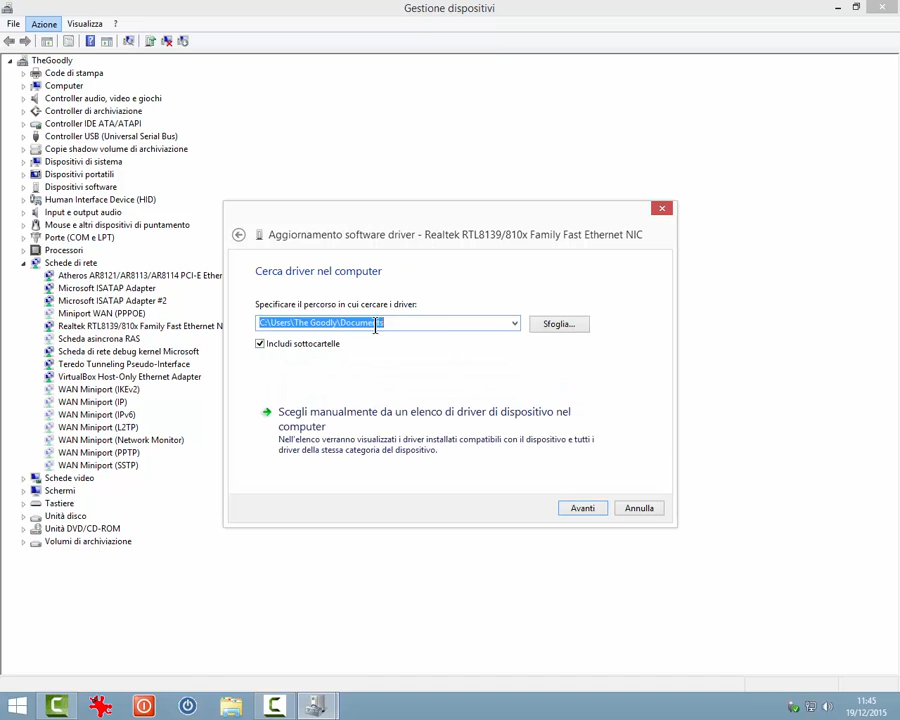 Gestione dispositivi
File Azione Visualizza ?
TheGoodly
Code di stampa
Computer
Controller audio, video e giochi
Controller di archiviazione
Controller IDE ATA/ATAPI
Controller USB (Universal Serial Bus)
Copie shadow volume di archiviazione
Dispositivi di sistema
Dispositivi portatili
Dispositivi software
Human Interface Device (HID)
Input e output audio
Mouse e altri dispositivi di puntamento
Porte (COM e LPT)
Processori
Schede di rete
Atheros AR8121/AR8113/AR8114 PCI-E Ether
Microsoft ISATAP Adapter
Microsoft ISATAP Adapter #2
Miniport WAN (PPPOE)
Realtek RTL8139/810x Family Fast Ethernet N
Scheda asincrona RAS
Scheda di rete debug kernel Microsoft
Teredo Tunneling Pseudo-Interface
VirtualBox Host-Only Ethernet Adapter
WAN Miniport (IKEv2)
WAN Miniport (IP)
WAN Miniport (IPv6)
WAN Miniport (L2TP)
WAN Miniport (Network Monitor)
WAN Miniport (PPTP)
WAN Miniport (SSTP)
Schede video
Schermi
Tastiere
Unità disco
Unità DVD/CD-ROM
Volumi di archiviazione
Aggiornamento software driver - Realtek RTL8139/810x Family Fast Ethernet NIC
Cerca driver nel computer
Specificare il percorso in cui cercare i driver:
C:\Users\The Goodly\Documents
Sfoglia...
Includi sottocartelle
Scegli manualmente da un elenco di driver di dispositivo nel
computer
Nell'elenco verranno visualizzati i driver installati compatibili con il dispositivo e tutti i
driver della stessa categoria del dispositivo.
Avanti Annulla
11:45
19/12/2015